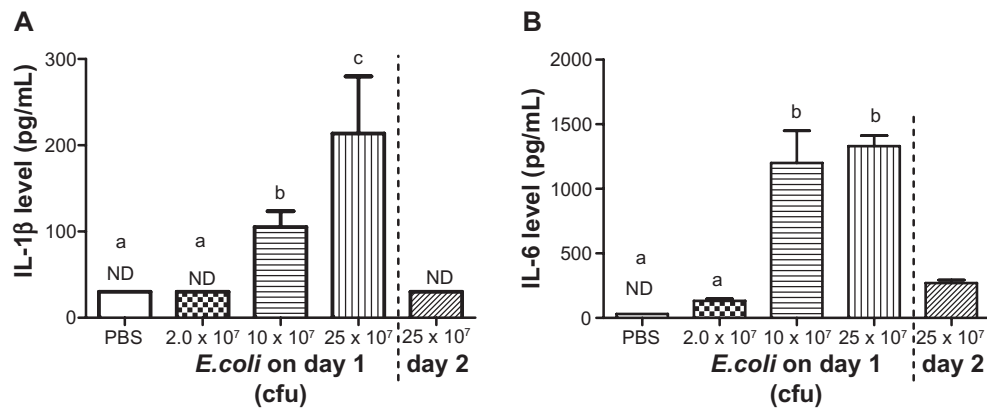 A
IL-1β level (pg/mL)
300
200
100
0
a
ND
a
ND
b
c
ND
PBS
2.0 x 10⁷
10 x 10⁷
25 x 10⁷
25 x 10⁷
E.coli on day 1
(cfu)
day 2
B
IL-6 level (pg/mL)
2000
1500
1000
500
0
a
ND
a
b
b
PBS
2.0 x 10⁷
10 x 10⁷
25 x 10⁷
25 x 10⁷
E.coli on day 1
(cfu)
day 2